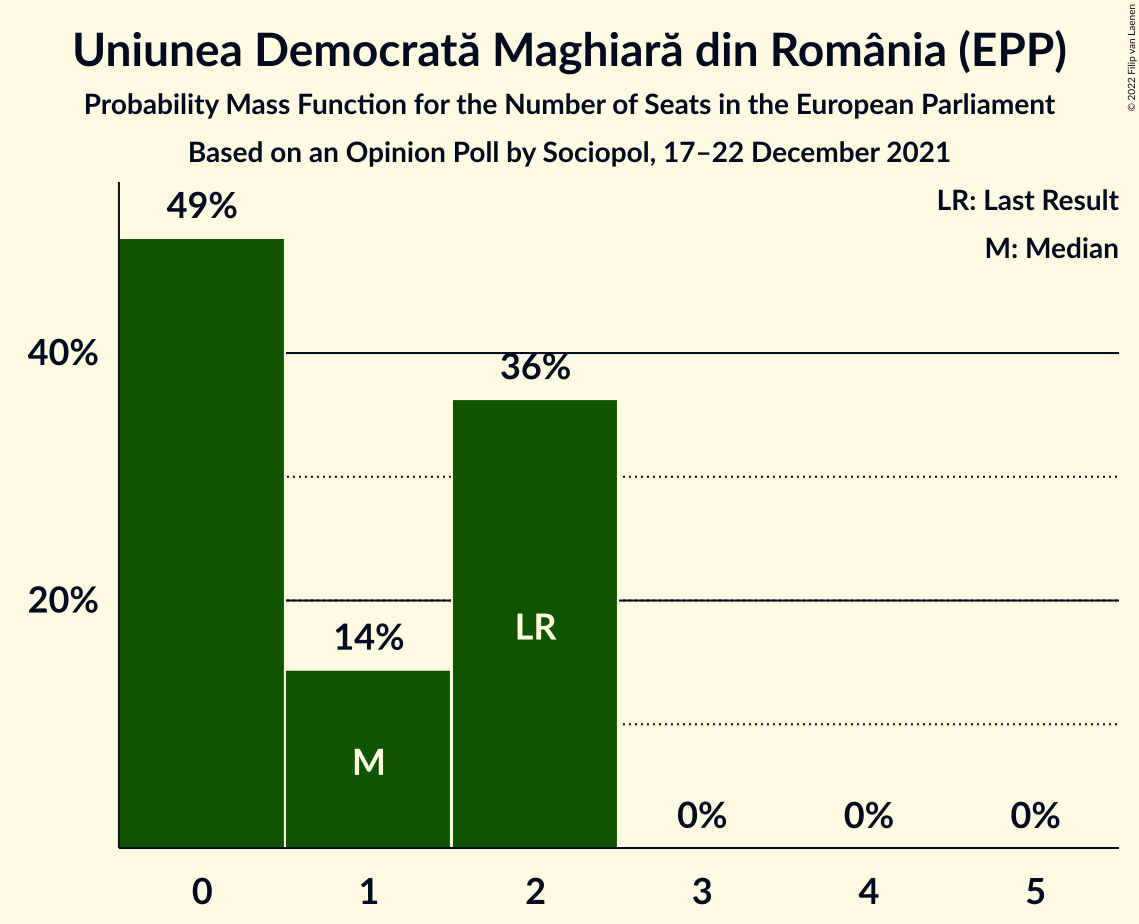 Uniunea Democrată Maghiară din România (EPP)
Probability Mass Function for the Number of Seats in the European Parliament
Based on an Opinion Poll by Sociopol, 17–22 December 2021
© 2022 Filip van Laenen
LR: Last Result
M: Median
49%
40%
36%
20%
14%
LR
M
0%
0%
0%
0
1
2
3
4
5